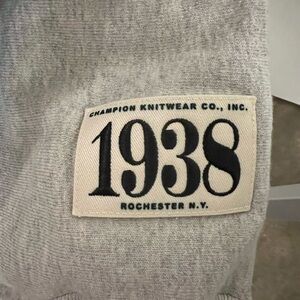 CHAMPION KNITWEAR CO., INC.
1938
ROCHESTER N.Y.